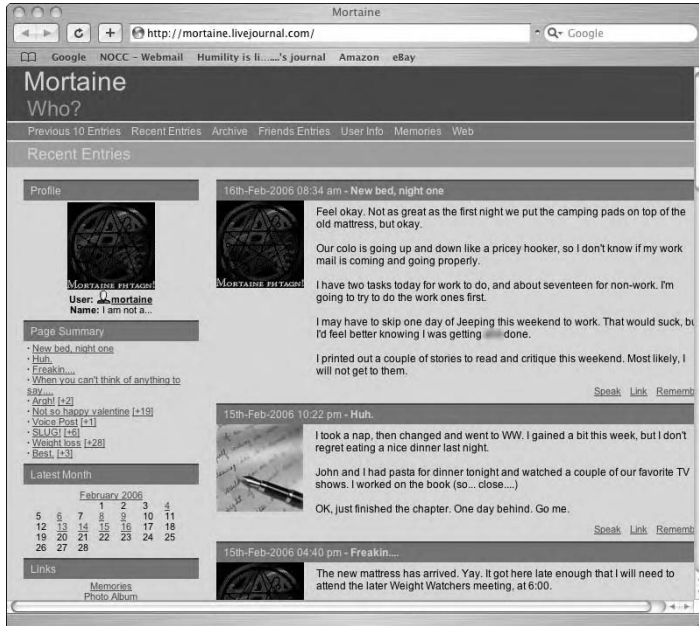 Mortaine
http://mortaine.livejournal.com/
Google
Google NOCC - Webmail Humility is li......'s journal Amazon eBay
Mortaine
Who?
Previous 10 Entries Recent Entries Archive Friends Entries User Info Memories Web
Recent Entries
Profile
MORTAINE PHTAGN!
User: mortaine
Name: I am not a...
Page Summary
· New bed, night one
· Huh.
· Freakin....
· When you can't think of anything to
say....
· Argh! [+2]
· Not so happy valentine [+19]
· Voice Post [+1]
· SLUG! [+6]
· Weight loss [+28]
· Best. [+3]
Latest Month
February 2006
1 2 3 4
5 6 7 8 9 10 11
12 13 14 15 16 17 18
19 20 21 22 23 24 25
26 27 28
Links
Memories
Photo Album
16th-Feb-2006 08:34 am - New bed, night one
MORTAINE PHTAGN!
Feel okay. Not as great as the first night we put the camping pads on top of the
old mattress, but okay.
Our colo is going up and down like a pricey hooker, so I don't know if my work
mail is coming and going properly.
I have two tasks today for work to do, and about seventeen for non-work. I'm
going to try to do the work ones first.
I may have to skip one day of Jeeping this weekend to work. That would suck, bu
I'd feel better knowing I was getting done.
I printed out a couple of stories to read and critique this weekend. Most likely, I
will not get to them.
Speak Link Rememb
15th-Feb-2006 10:22 pm - Huh.
I took a nap, then changed and went to WW. I gained a bit this week, but I don't
regret eating a nice dinner last night.
John and I had pasta for dinner tonight and watched a couple of our favorite TV
shows. I worked on the book (so... close....)
OK, just finished the chapter. One day behind. Go me.
Speak Link Rememb
15th-Feb-2006 04:40 pm - Freakin....
The new mattress has arrived. Yay. It got here late enough that I will need to
attend the later Weight Watchers meeting, at 6:00.